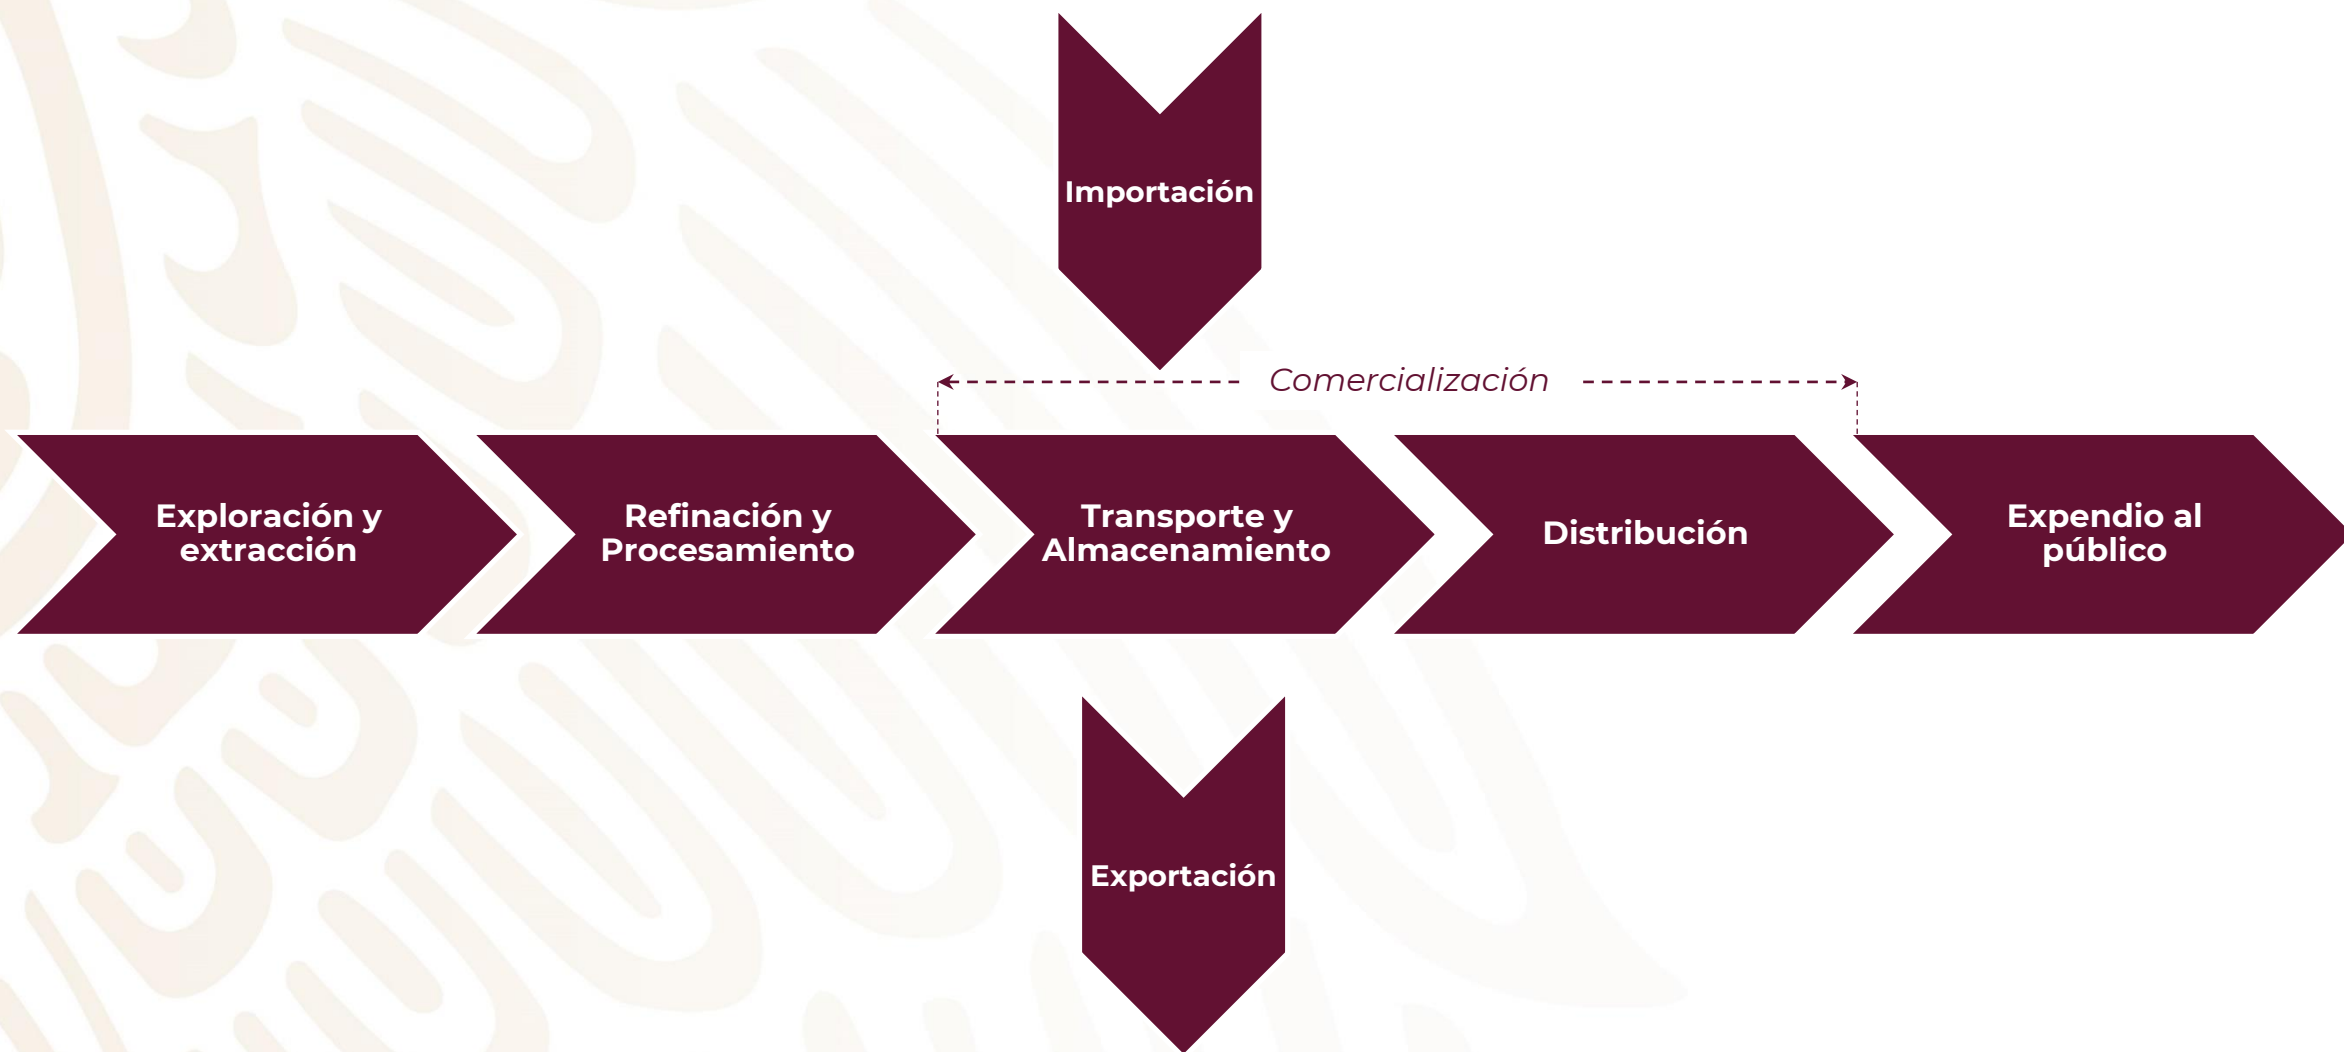 Importación
Comercialización
Exploración y
extracción
Refinación y
Procesamiento
Transporte y
Almacenamiento
Distribución
Expendio al
público
Exportación